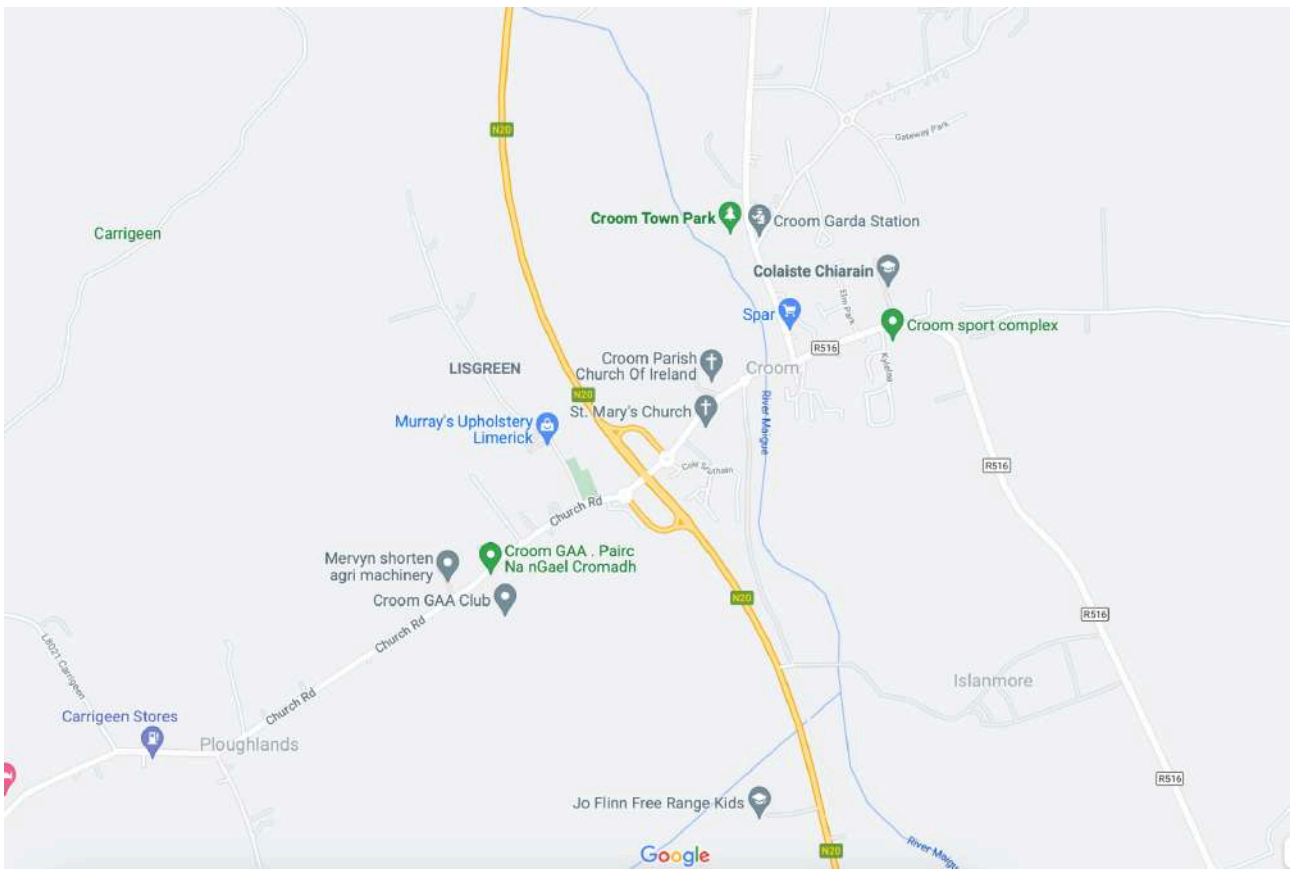 N20
Gateway Park
Carrigeen
Croom Town Park
Croom Garda Station
Colaiste Chiarain
Elm Park
Spar
Croom sport complex
R516
Croom Parish
Church Of Ireland
Croom
Kylefau
LISGREEN
N20
St. Mary's Church
River Maigue
Murray's Upholstery
Limerick
R516
Church Rd
Croom GAA . Pairc
Na nGael Cromadh
Mervyn shorten
agri machinery
Croom GAA Club
N20
R516
Church Rd
L8021 Carrigeen
Islanmore
Church Rd
Carrigeen Stores
Ploughlands
R516
Jo Flinn Free Range Kids
Google
N20
River